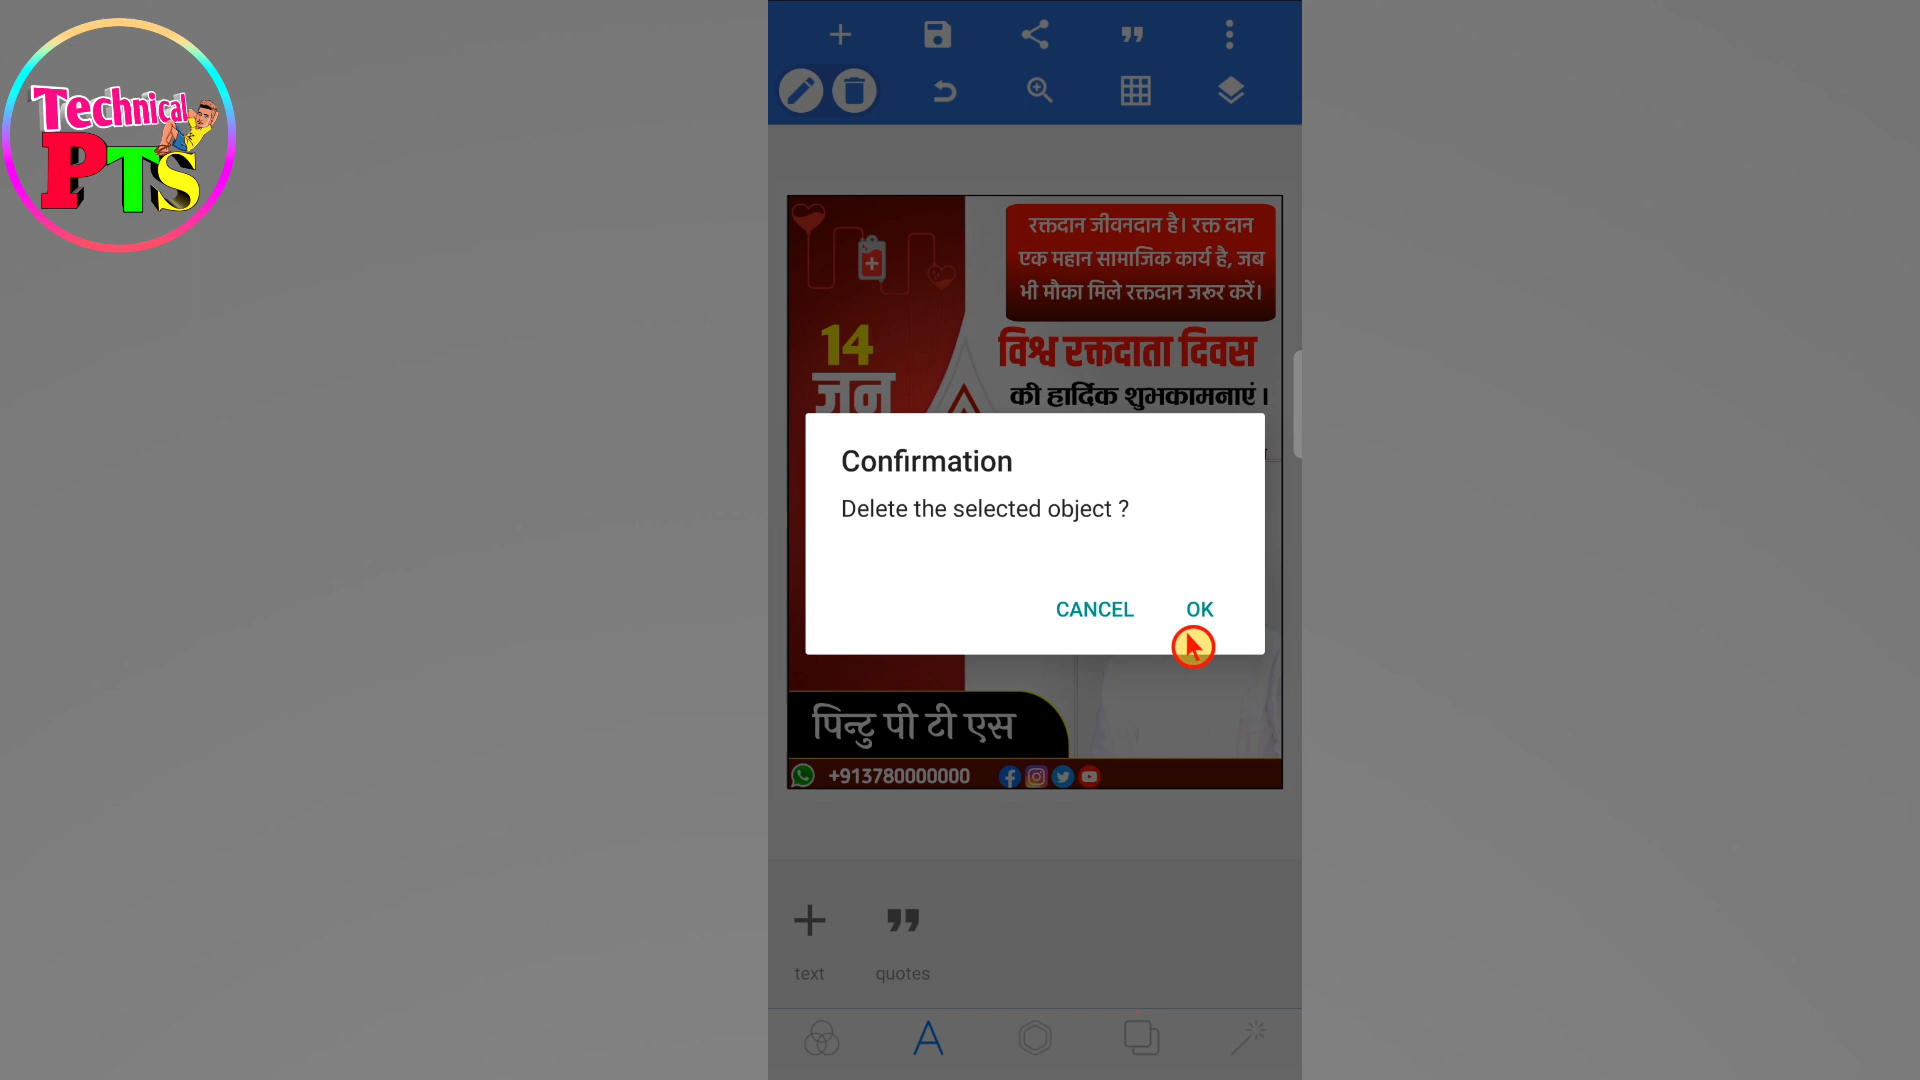 Technical
PTS
रक्तदान जीवनदान है। रक्त दान
एक महान सामाजिक कार्य है, जब
भी मौका मिले रक्तदान जरूर करें।
14
जून
विश्व रक्तदाता दिवस
की हार्दिक शुभकामनाएं।
Confirmation
Delete the selected object ?
CANCEL
OK
पिन्टु पी टी एस
+913780000000
text
quotes